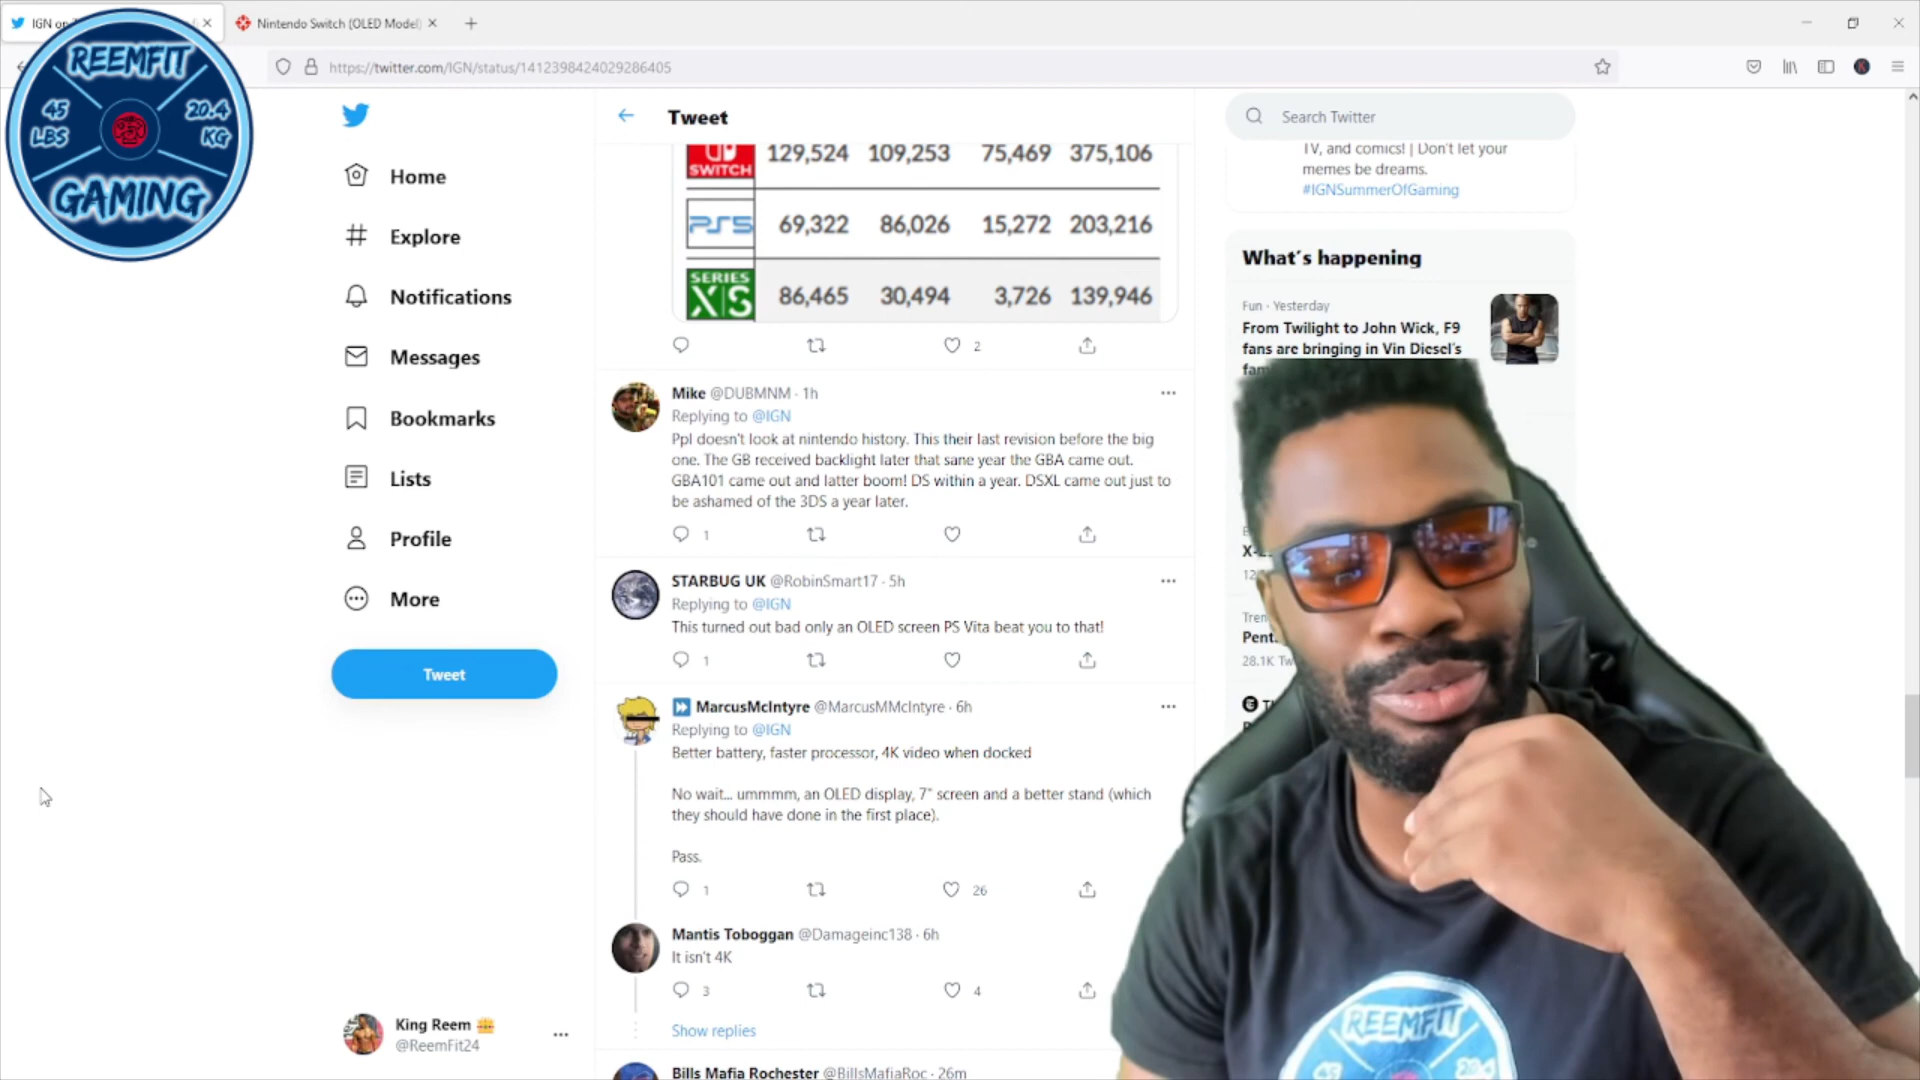 IGN on
Nintendo Switch (OLED Model)
https://twitter.com/IGN/status/1412398424029286405
REEMFIT
45 LBS
20.4 KG
GAMING
Home
Explore
Notifications
Messages
Bookmarks
Lists
Profile
More
Tweet
King Reem
@ReemFit24
Tweet
SWITCH 129,524 109,253 75,469 375,106
PS5 69,322 86,026 15,272 203,216
SERIES X|S 86,465 30,494 3,726 139,946
2
Mike @DUBMNM · 1h
Replying to @IGN
Ppl doesn't look at nintendo history. This their last revision before the big
one. The GB received backlight later that sane year the GBA came out.
GBA101 came out and latter boom! DS within a year. DSXL came out just to
be ashamed of the 3DS a year later.
1
STARBUG UK @RobinSmart17 · 5h
Replying to @IGN
This turned out bad only an OLED screen PS Vita beat you to that!
1
MarcusMcIntyre @MarcusMMcIntyre · 6h
Replying to @IGN
Better battery, faster processor, 4K video when docked
No wait... ummmm, an OLED display, 7" screen and a better stand (which
they should have done in the first place).
Pass.
1 26
Mantis Toboggan @Damageinc138 · 6h
It isn't 4K
3 4
Show replies
Bills Mafia Rochester @BillsMafiaRoc · 26m
Search Twitter
TV, and comics! | Don't let your
memes be dreams.
#IGNSummerOfGaming
What's happening
Fun · Yesterday
From Twilight to John Wick, F9
fans are bringing in Vin Diesel's
28.1K
REEMFIT
45
20.4